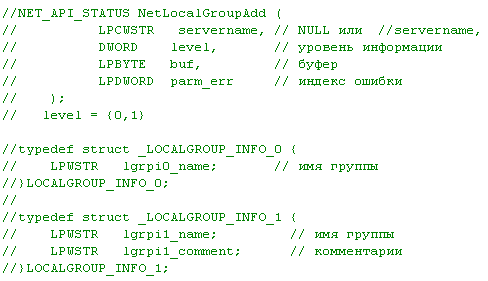 //NET_API_STATUS NetLocalGroupAdd (
//          LPCWSTR   servername, // NULL или  //servername,
//          DWORD    level,       // уровень информации
//          LPBYTE   buf,         // буфер
//          LPDWORD  parm_err     // индекс ошибки
//    );
//   level = {0,1}
//typedef struct _LOCALGROUP_INFO_0 {
//    LPWSTR   lgrpi0_name;       // имя группы
//}LOCALGROUP_INFO_0;
//
//typedef struct _LOCALGROUP_INFO_1 {
//    LPWSTR   lgrpi1_name;         // имя группы
//    LPWSTR   lgrpi1_comment;      // комментарии
//}LOCALGROUP_INFO_1;